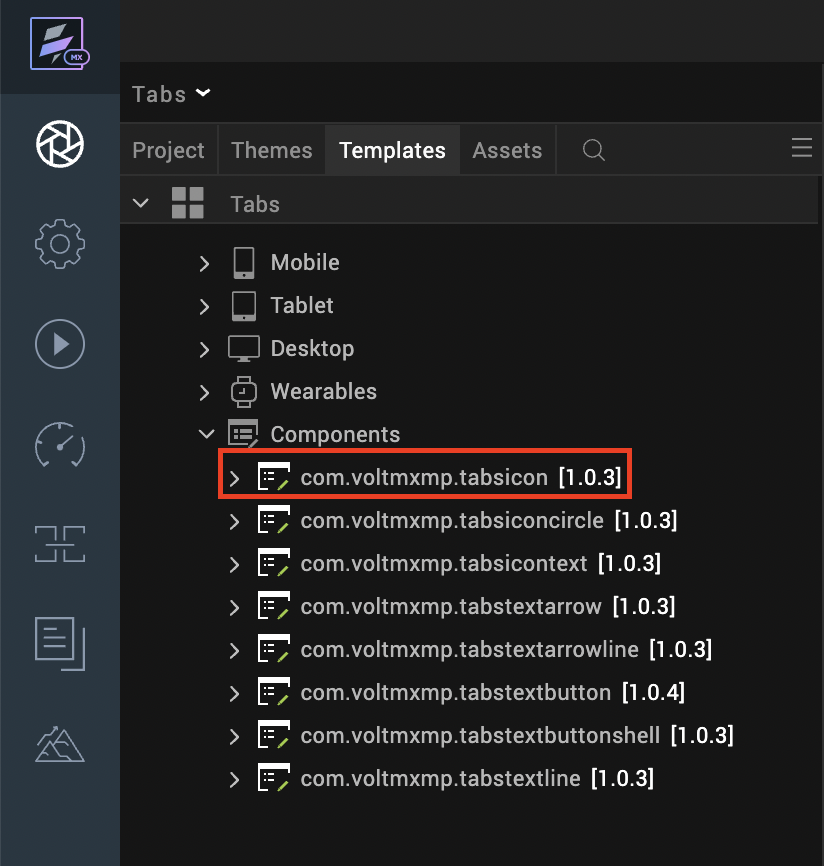 MX
Tabs
Project Themes Templates Assets
Tabs
Mobile
Tablet
Desktop
Wearables
Components
com.voltmxmp.tabsicon [1.0.3]
com.voltmxmp.tabsiconcircle [1.0.3]
com.voltmxmp.tabsicontext [1.0.3]
com.voltmxmp.tabstextarrow [1.0.3]
com.voltmxmp.tabstextarrowline [1.0.3]
com.voltmxmp.tabstextbutton [1.0.4]
com.voltmxmp.tabstextbuttonshell [1.0.3]
com.voltmxmp.tabstextline [1.0.3]